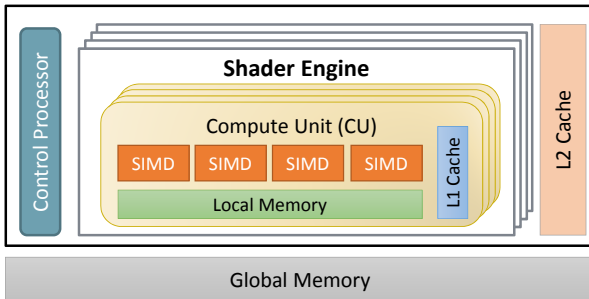 Control Processor
Shader Engine
Compute Unit (CU)
SIMD SIMD SIMD SIMD
Local Memory
L1 Cache
L2 Cache
Global Memory